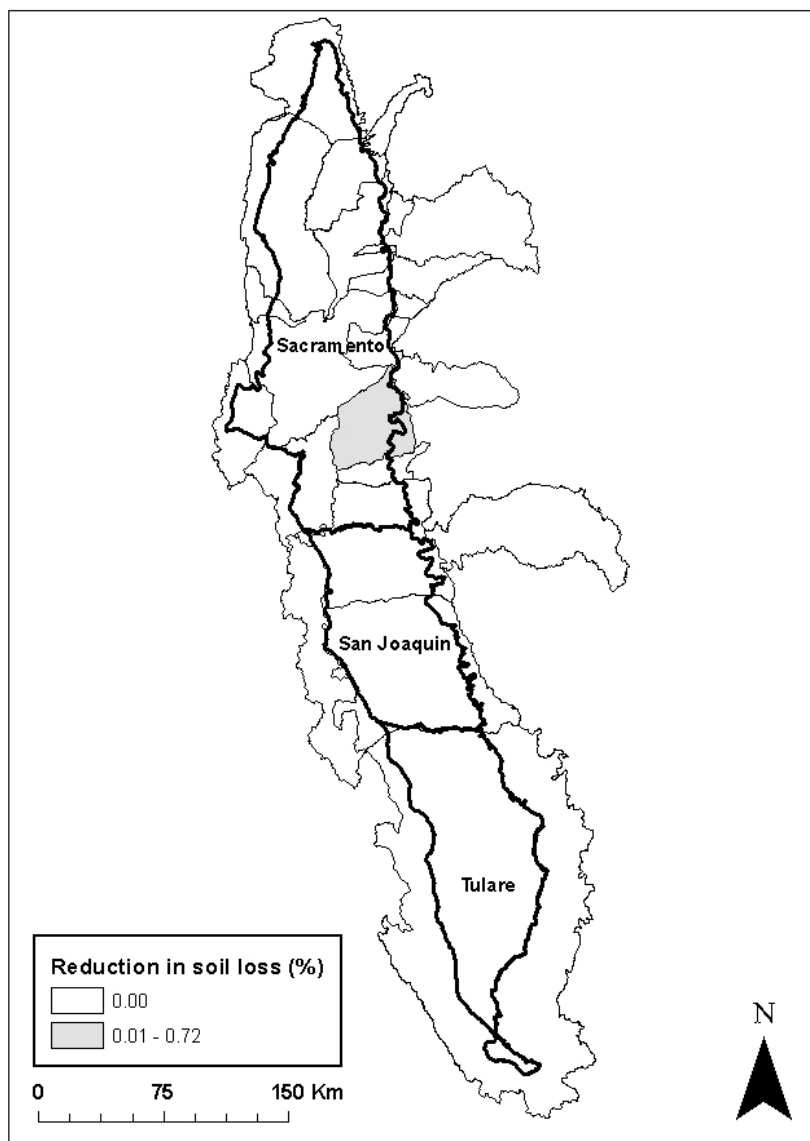 Sacramento
San Joaquin
Tulare
Reduction in soil loss (%)
0.00
0.01 - 0.72
N
0 75 150 Km